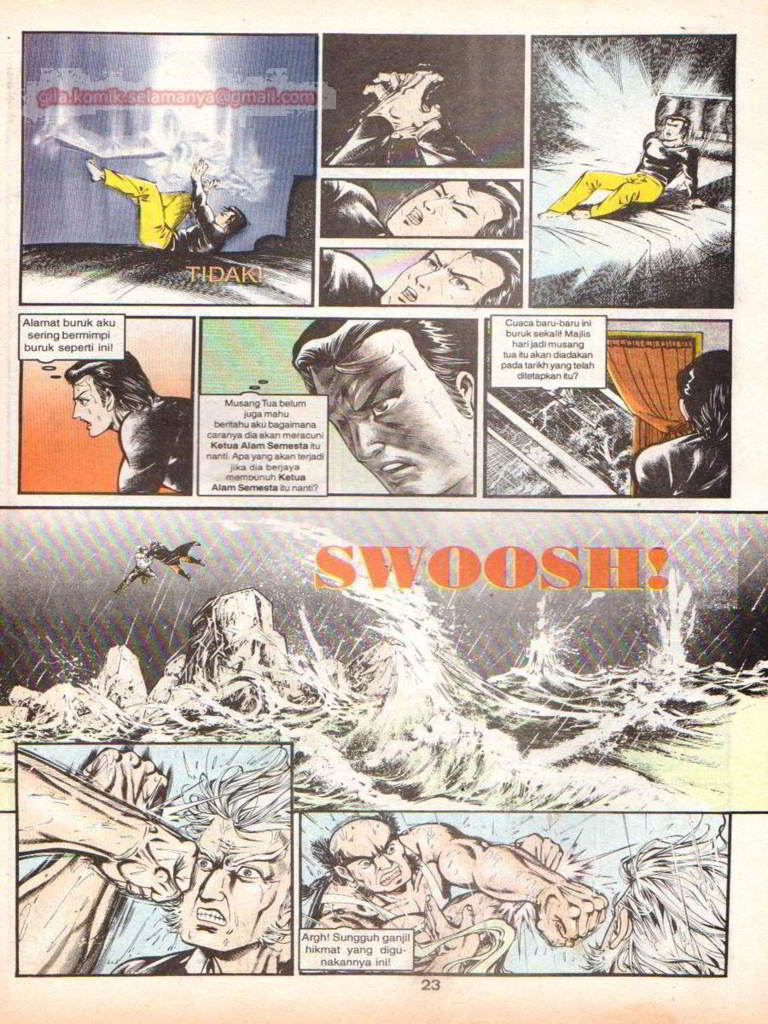 gila.komik.selamanya@gmail.com
TIDAK!
Alamat buruk aku
sering bermimpi
buruk seperti ini!
Musang Tua belum
juga mahu
beritahu aku bagaimana
caranya dia akan meracuni
Ketua Alam Semesta itu
nanti. Apa yang akan terjadi
jika dia berjaya
membunuh Ketua
Alam Semesta itu nanti?
Cuaca baru-baru ini
buruk sekali! Majlis
hari jadi musang
tua itu akan diadakan
pada tarikh yang telah
ditetapkan itu?
SWOOSH!
Argh! Sungguh ganjil
hikmat yang digu-
nakannya ini!
23